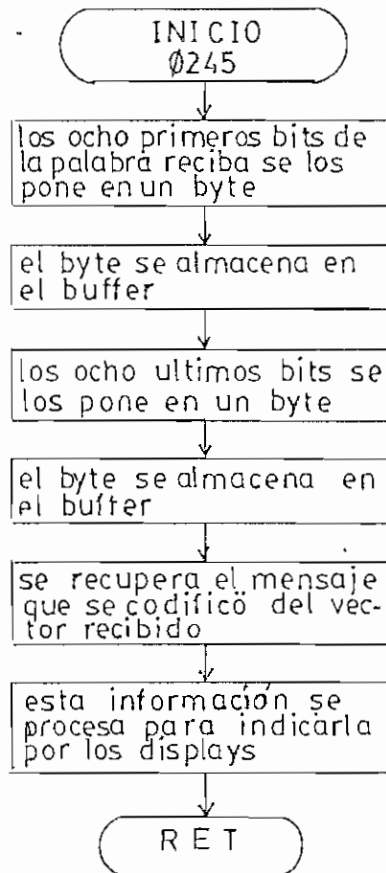 INICIO
Ø245
los ocho primeros bits de
la palabra reciba se los
pone en un byte
el byte se almacena en
el buffer
los ocho ultimos bits se
los pone en un byte
el byte se almacena en
el buffer
se recupera el mensaje
que se codificó del vec-
tor recibido
esta información se
procesa para indicarla
por los displays
RET